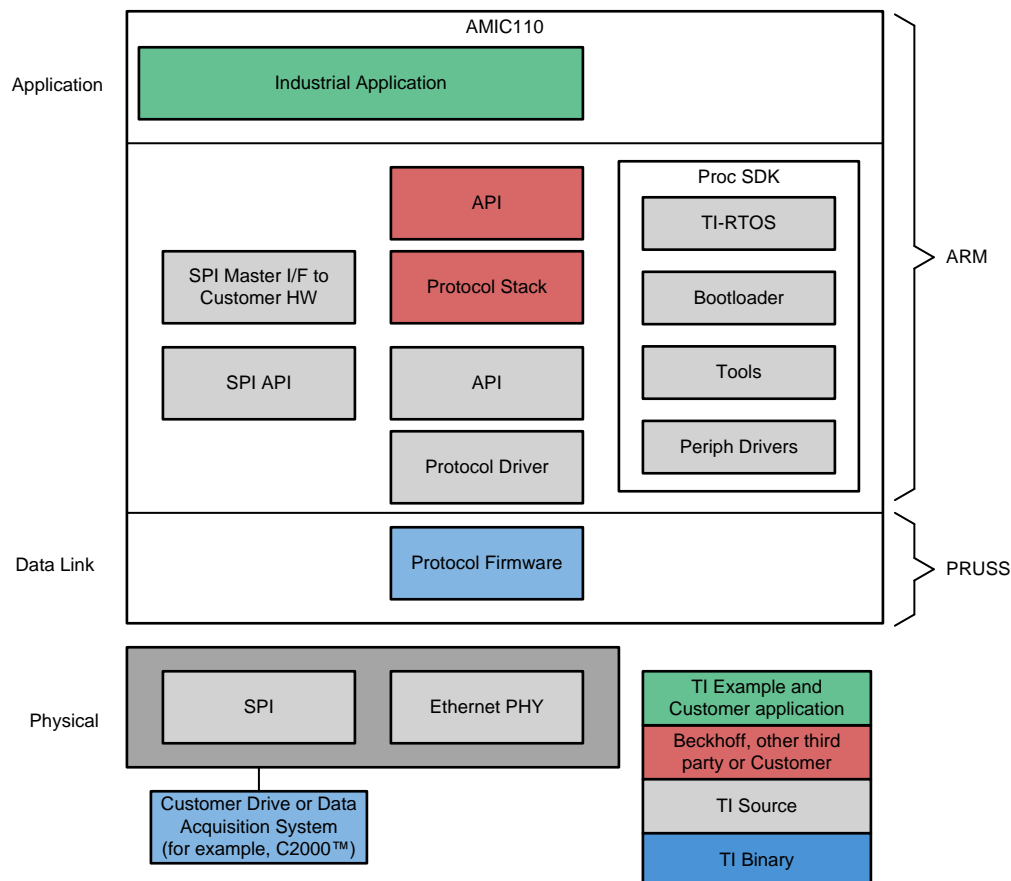 AMIC110
Application
Industrial Application
API
Proc SDK
TI-RTOS
SPI Master I/F to
Customer HW
Protocol Stack
Bootloader
ARM
SPI API
API
Tools
Protocol Driver
Periph Drivers
Data Link
Protocol Firmware
PRUSS
Physical
SPI
Ethernet PHY
Customer Drive or Data
Acquisition System
(for example, C2000™)
TI Example and
Customer application
Beckhoff, other third
party or Customer
TI Source
TI Binary